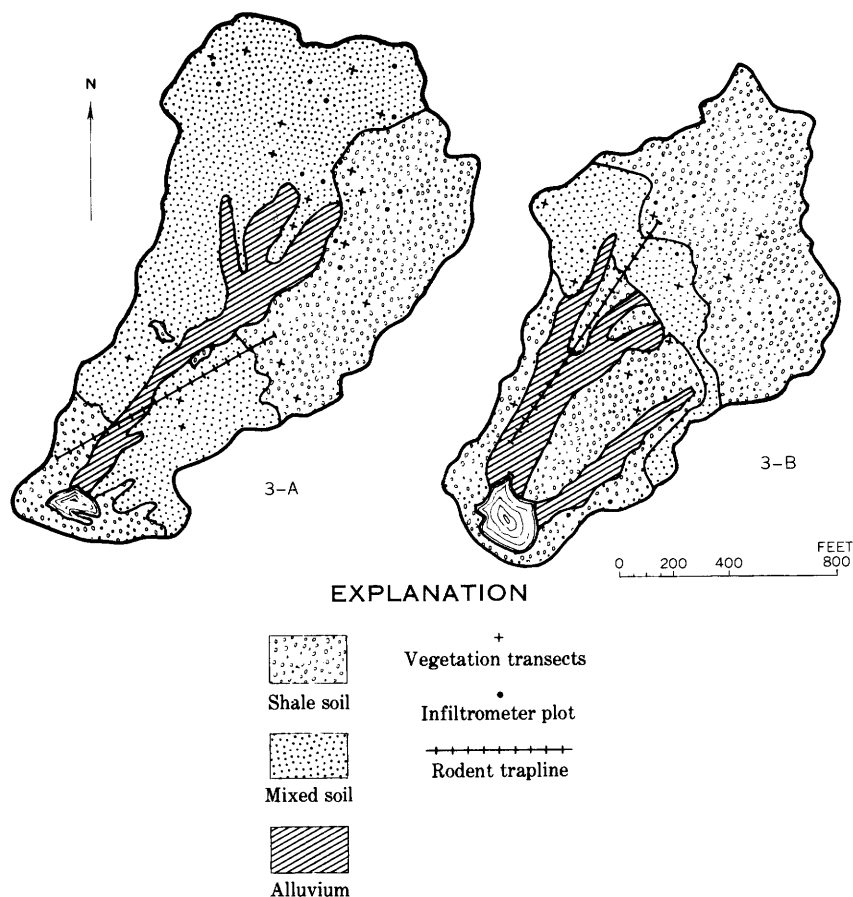 N
3-A
3-B
FEET
0 200 400 800
EXPLANATION
Shale soil
Mixed soil
Alluvium
Vegetation transects
Infiltrometer plot
Rodent trapline